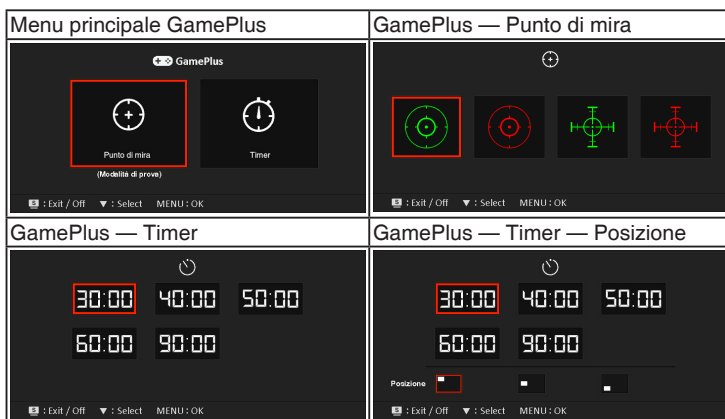 Menu principale GamePlus
GamePlus — Punto di mira
GamePlus
Punto di mira
Timer
(Modalità di prova)
S : Exit / Off ▼ : Select MENU : OK
S : Exit / Off ▼ : Select MENU : OK
GamePlus — Timer
GamePlus — Timer — Posizione
30:00 40:00 50:00
60:00 90:00
S : Exit / Off ▼ : Select MENU : OK
30:00 40:00 50:00
60:00 90:00
Posizione
S : Exit / Off ▼ : Select MENU : OK